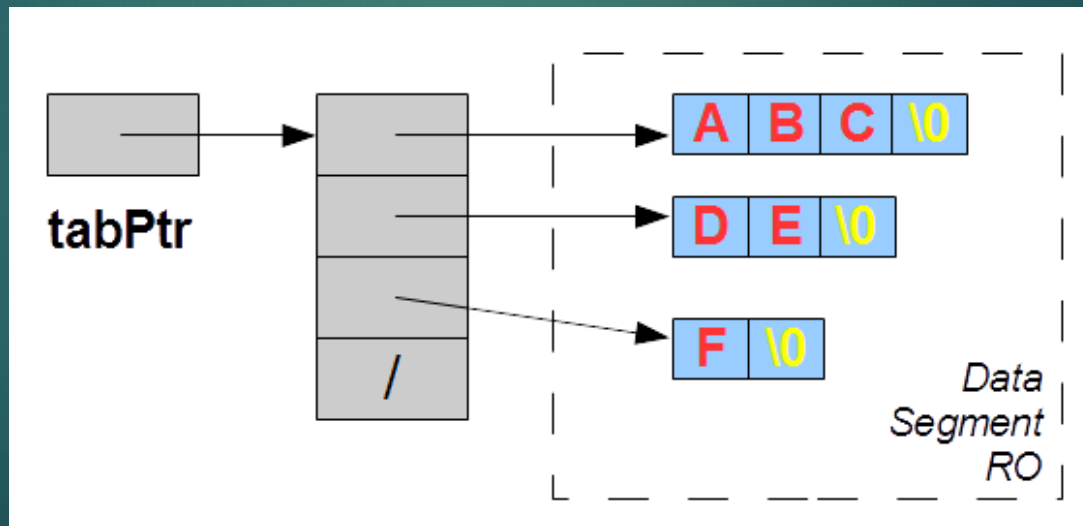 A B C \0
tabPtr
D E \0
F \0
/
Data
Segment
RO